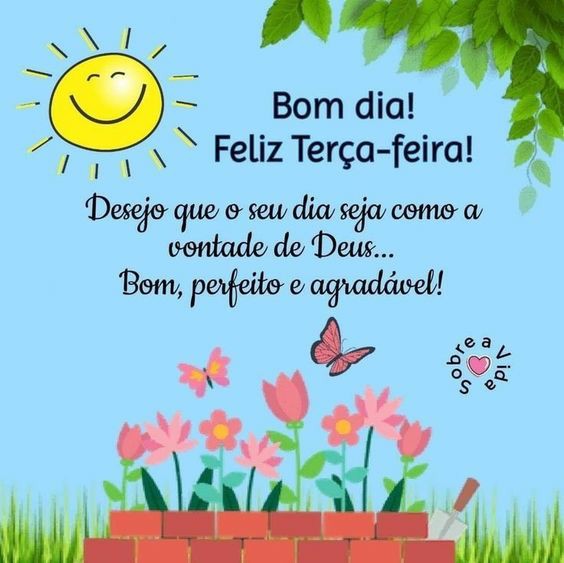 Bom dia!
Feliz Terça-feira!
Desejo que o seu dia seja como a
vontade de Deus...
Bom, perfeito e agradável!
Sobre a Vida